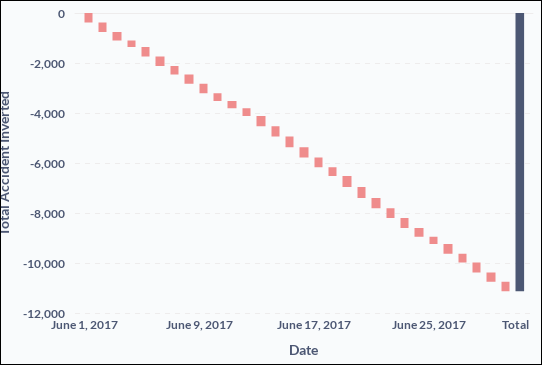 0
-2,000
-4,000
-6,000
-8,000
-10,000
-12,000
Total Accident Inverted
June 1, 2017 June 9, 2017 June 17, 2017 June 25, 2017 Total
Date